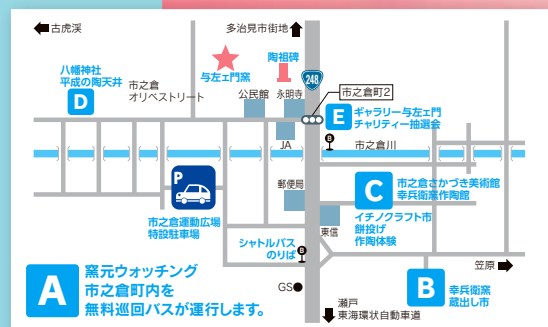 古虎渓
多治見市街地
八幡神社
平成の陶天井
D
市之倉
オリベストリート
与左ェ門窯
陶祖碑
248
公民館
永明寺
市之倉町2
E
ギャラリー与左ェ門
チャリティー抽選会
JA
B
市之倉川
P
市之倉運動広場
特設駐車場
郵便局
C
市之倉さかづき美術館
幸兵衛窯作陶館
イチノクラフト市
餅投げ
作陶体験
東信
シャトルバス
のりば
B
笠原
A
窯元ウォッチング
市之倉町内を
無料巡回バスが運行します。
GS
B
幸兵衛窯
蔵出し市
瀬戸
東海環状自動車道